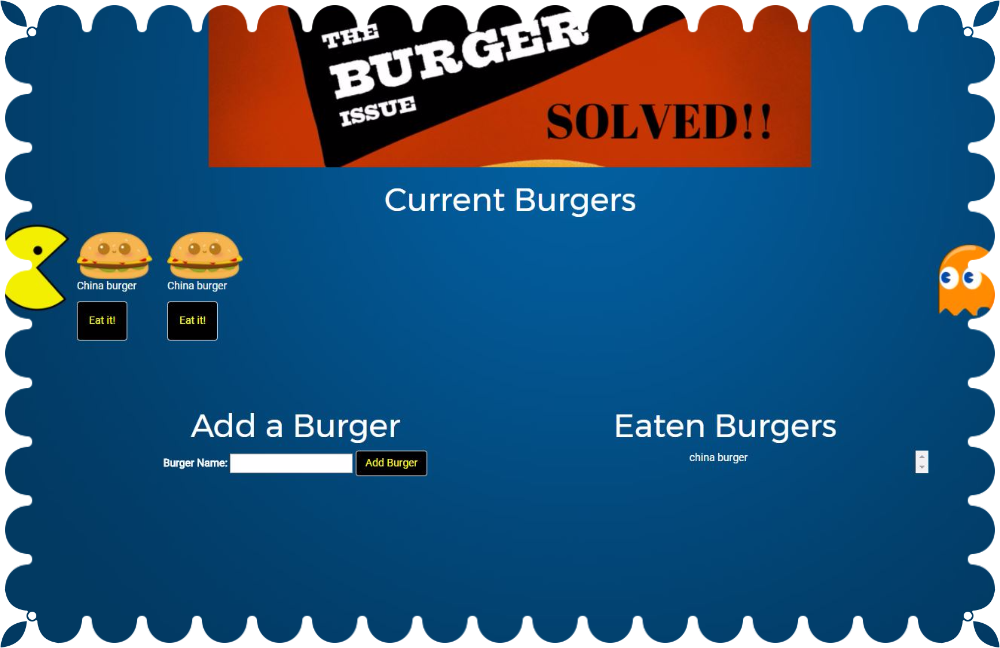 THE
BURGER
ISSUE
SOLVED!!
Current Burgers
China burger China burger
Eat it! Eat it!
Add a Burger
Burger Name: Add Burger
Eaten Burgers
china burger